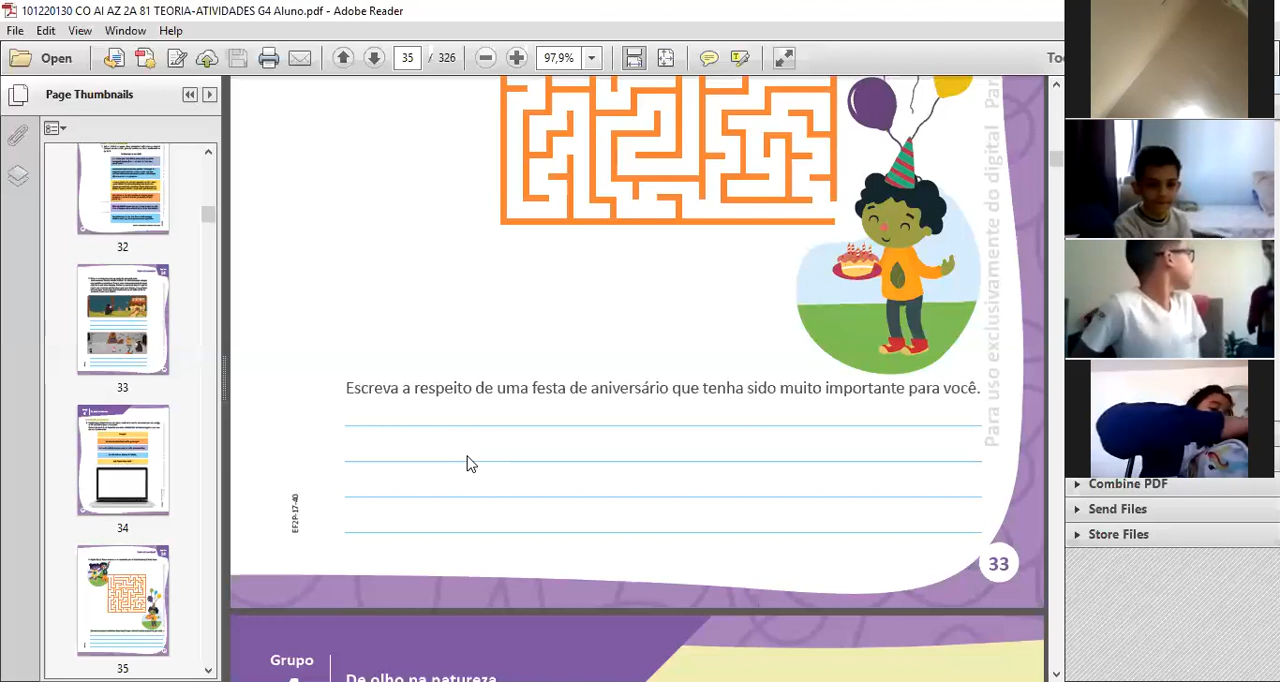 101220130 CO AI AZ 2A 81 TEORIA-ATIVIDADES G4 Aluno.pdf - Adobe Reader
File Edit View Window Help
Open
35 / 326
97,9%
Too
Page Thumbnails
32
33
34
35
Para uso exclusivamente do digital Par
Escreva a respeito de uma festa de aniversário que tenha sido muito importante para você.
EF2P-17-40
33
Grupo
De olho na natureza
Combine PDF
Send Files
Store Files